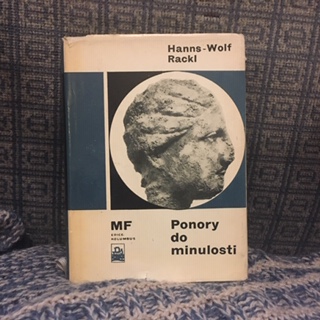 Hanns-Wolf
Rackl
MF
EDICE
KOLUMBUS
Ponory
do
minulosti